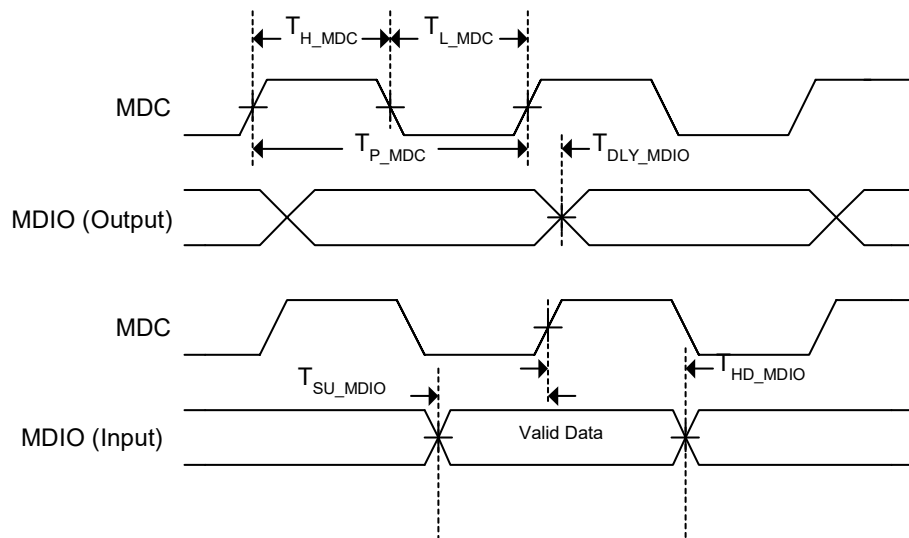 T_H_MDC T_L_MDC
MDC
T_P_MDC T_DLY_MDIO
MDIO (Output)
MDC
T_SU_MDIO T_HD_MDIO
MDIO (Input) Valid Data